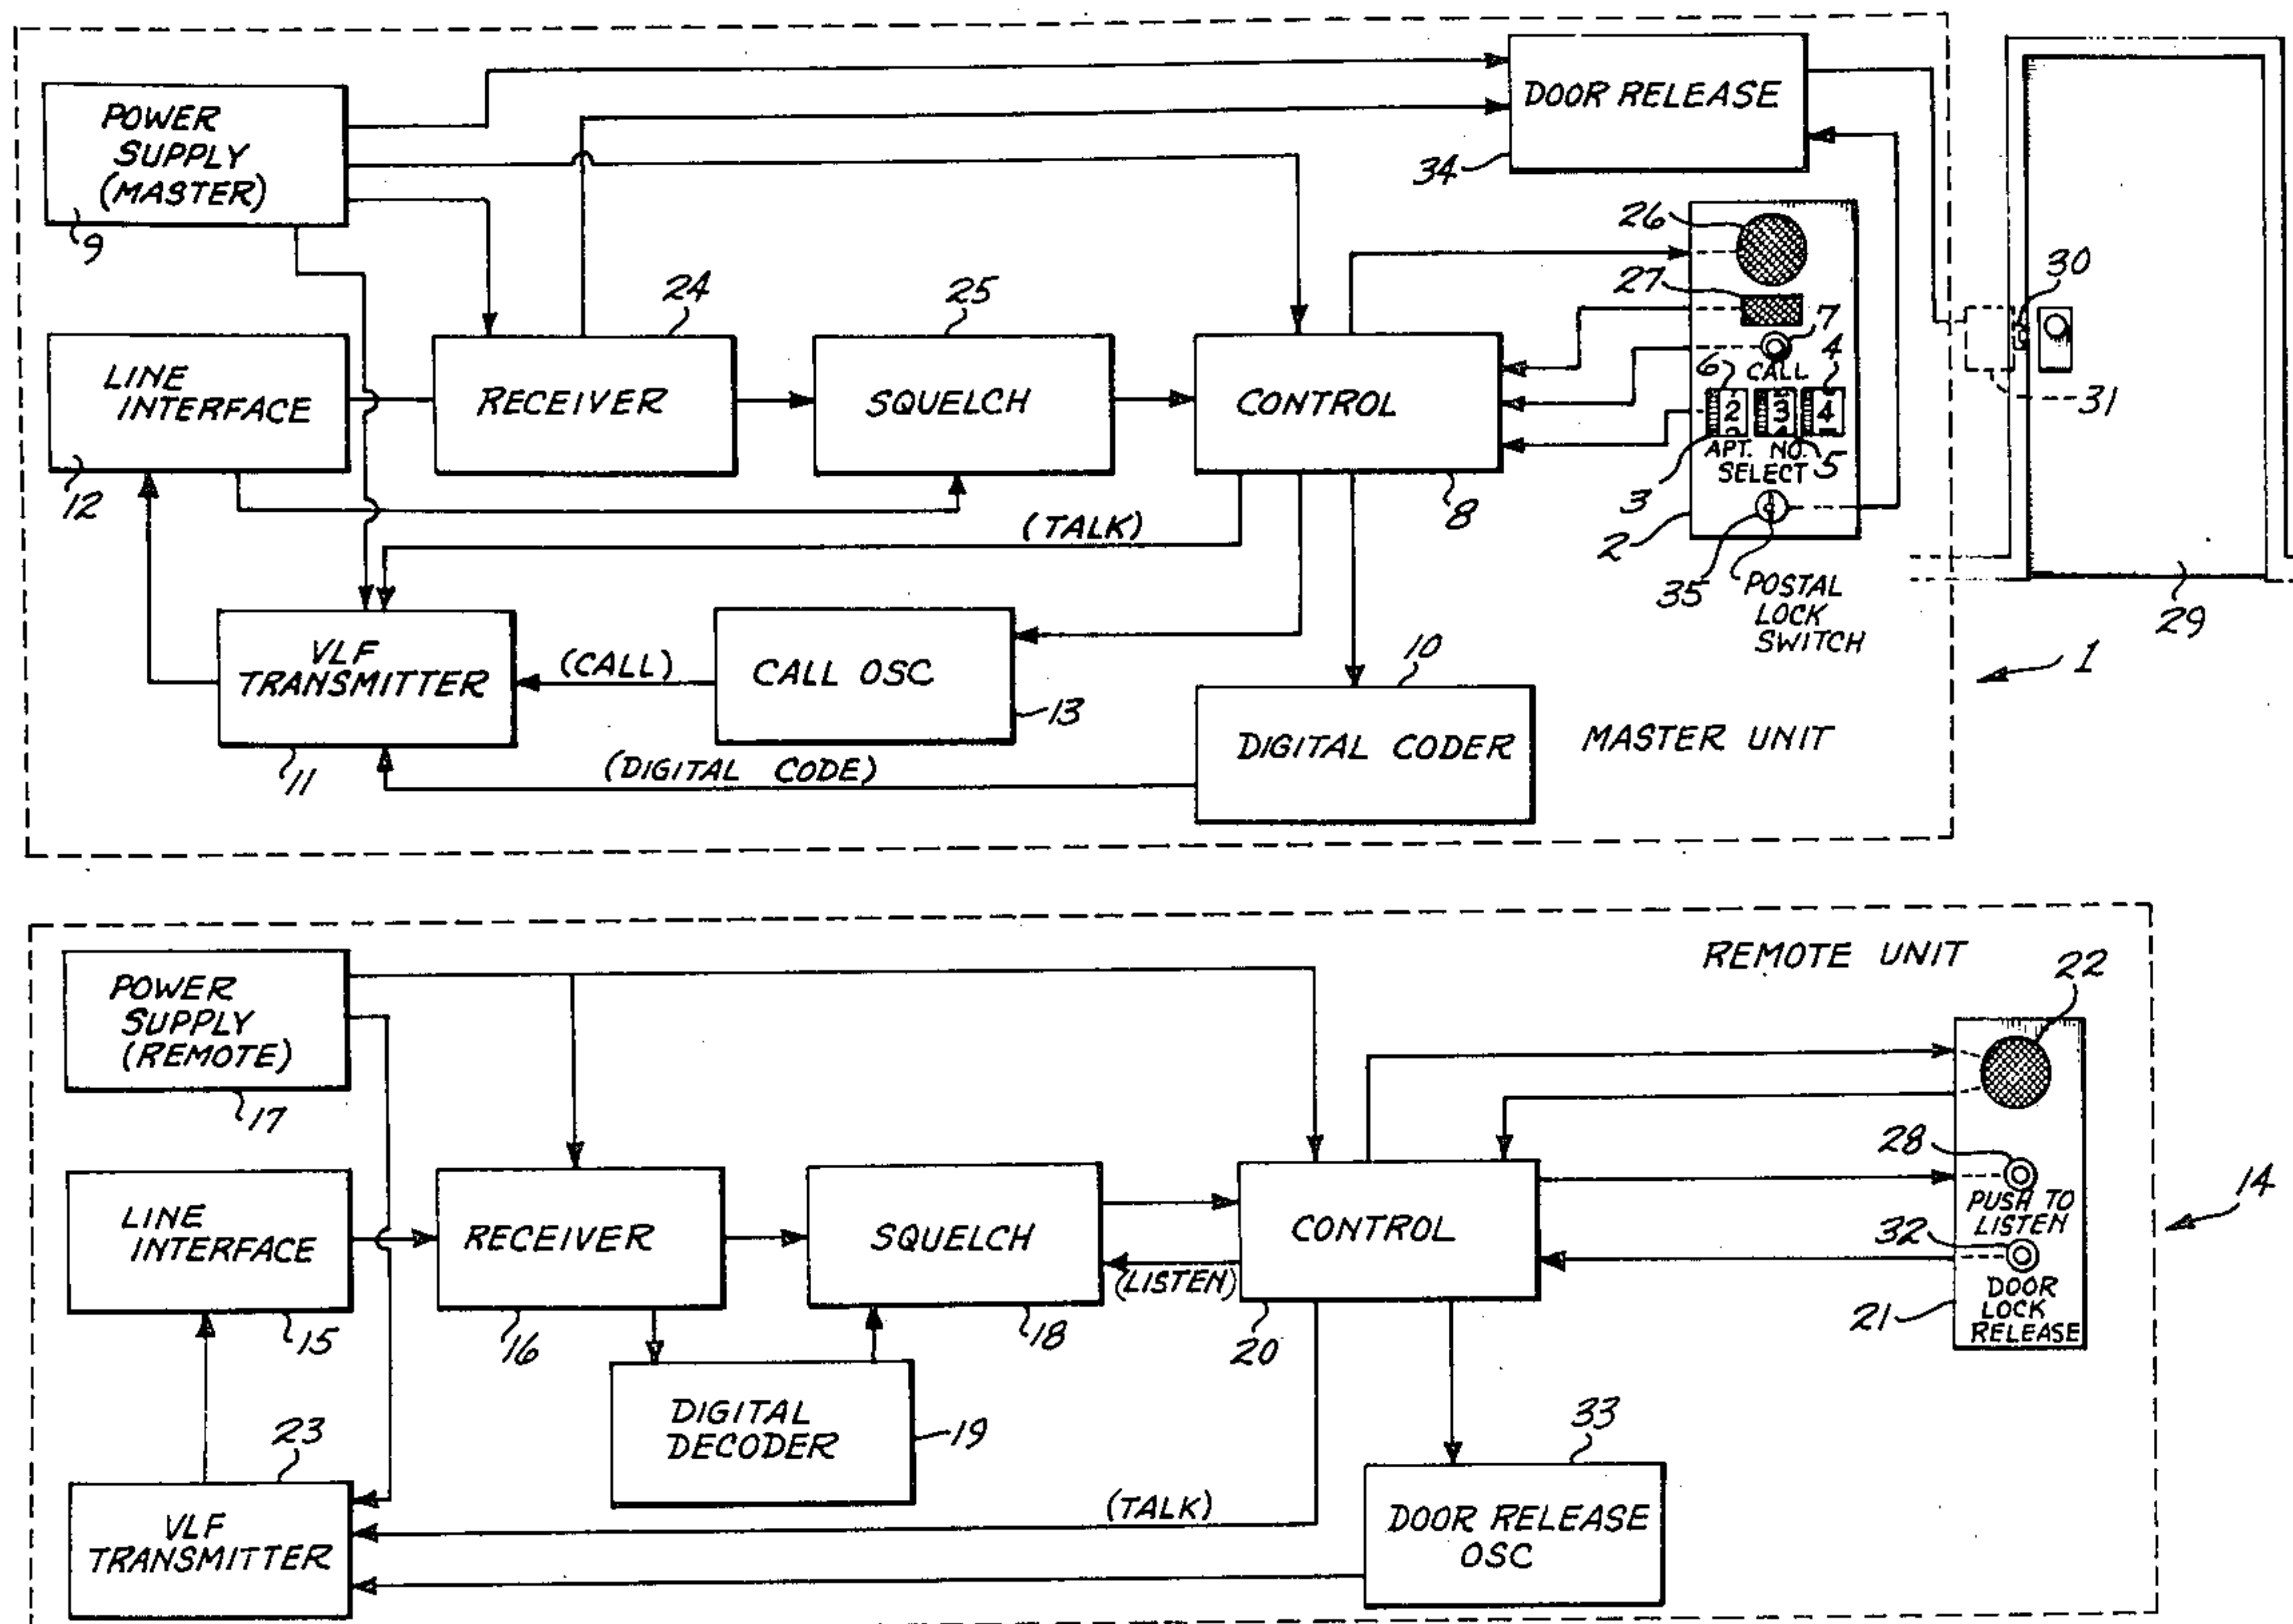 POWER
SUPPLY
(MASTER)
9
DOOR RELEASE
34
26
27
7
6
4
CALL
2 3 4
APT. NO.
SELECT
3
5
2
35
POSTAL
LOCK
SWITCH
30
31
29
1
LINE
INTERFACE
12
24
RECEIVER
25
SQUELCH
CONTROL
8
(TALK)
VLF
TRANSMITTER
11
(CALL)
CALL OSC
13
10
DIGITAL CODER
(DIGITAL CODE)
MASTER UNIT
REMOTE UNIT
POWER
SUPPLY
(REMOTE)
17
22
28
PUSH TO
LISTEN
32
DOOR
LOCK
RELEASE
21
14
LINE
INTERFACE
15
RECEIVER
16
SQUELCH
18
(LISTEN)
CONTROL
20
DIGITAL
DECODER
19
23
VLF
TRANSMITTER
(TALK)
33
DOOR RELEASE
OSC